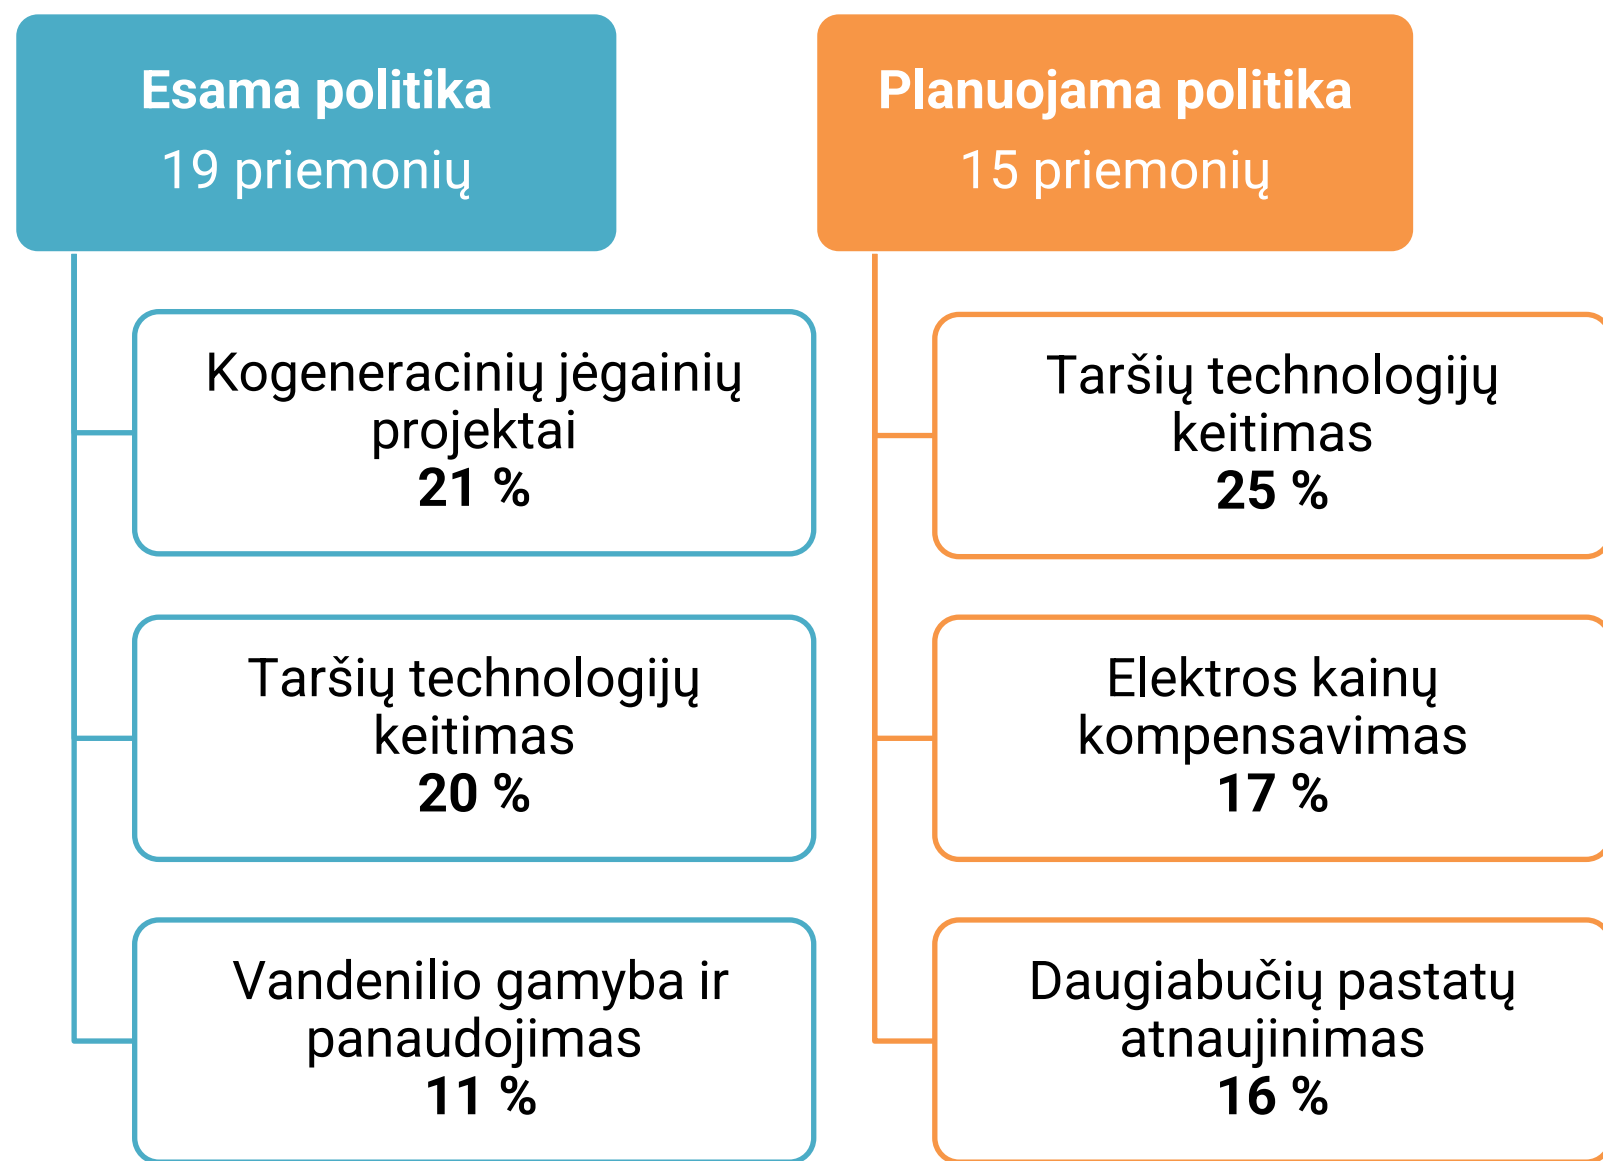 Esama politika
19 priemonių
Kogeneracinių jėgainių
projektai
21 %
Taršių technologijų
keitimas
20 %
Vandenilio gamyba ir
panaudojimas
11 %
Planuojama politika
15 priemonių
Taršių technologijų
keitimas
25 %
Elektros kainų
kompensavimas
17 %
Daugiabučių pastatų
atnaujinimas
16 %